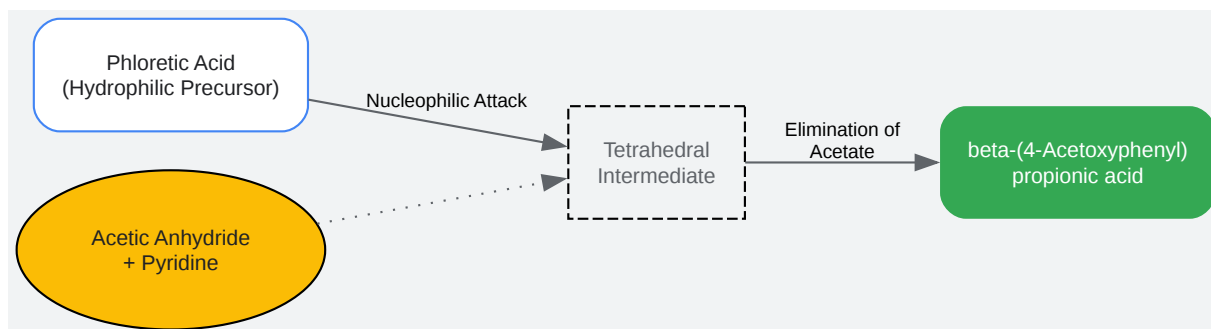 Phloretic Acid
(Hydrophilic Precursor)
Nucleophilic Attack
Acetic Anhydride
+ Pyridine
Tetrahedral
Intermediate
Elimination of
Acetate
beta-(4-Acetoxyphenyl)
propionic acid